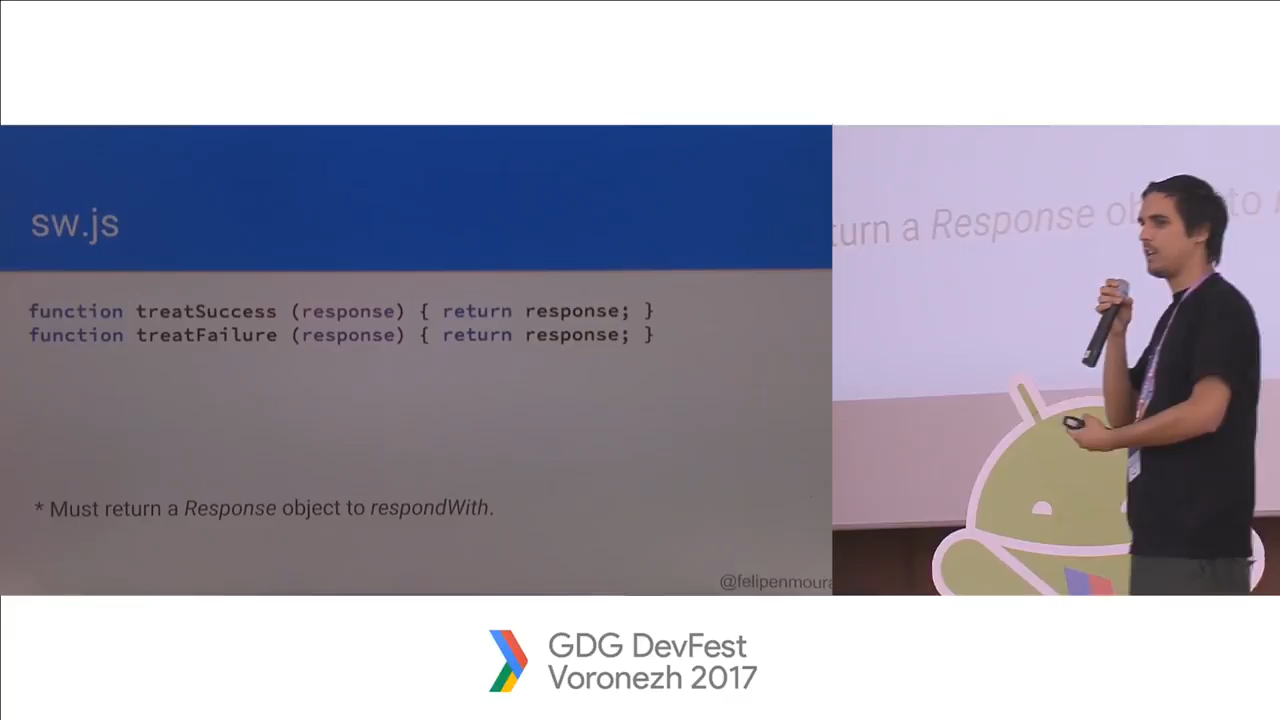 sw.js
function treatSuccess (response) { return response; }
function treatFailure (response) { return response; }
* Must return a Response object to respondWith.
@felipenmoura
turn a Response ob to
GDG DevFest
Voronezh 2017